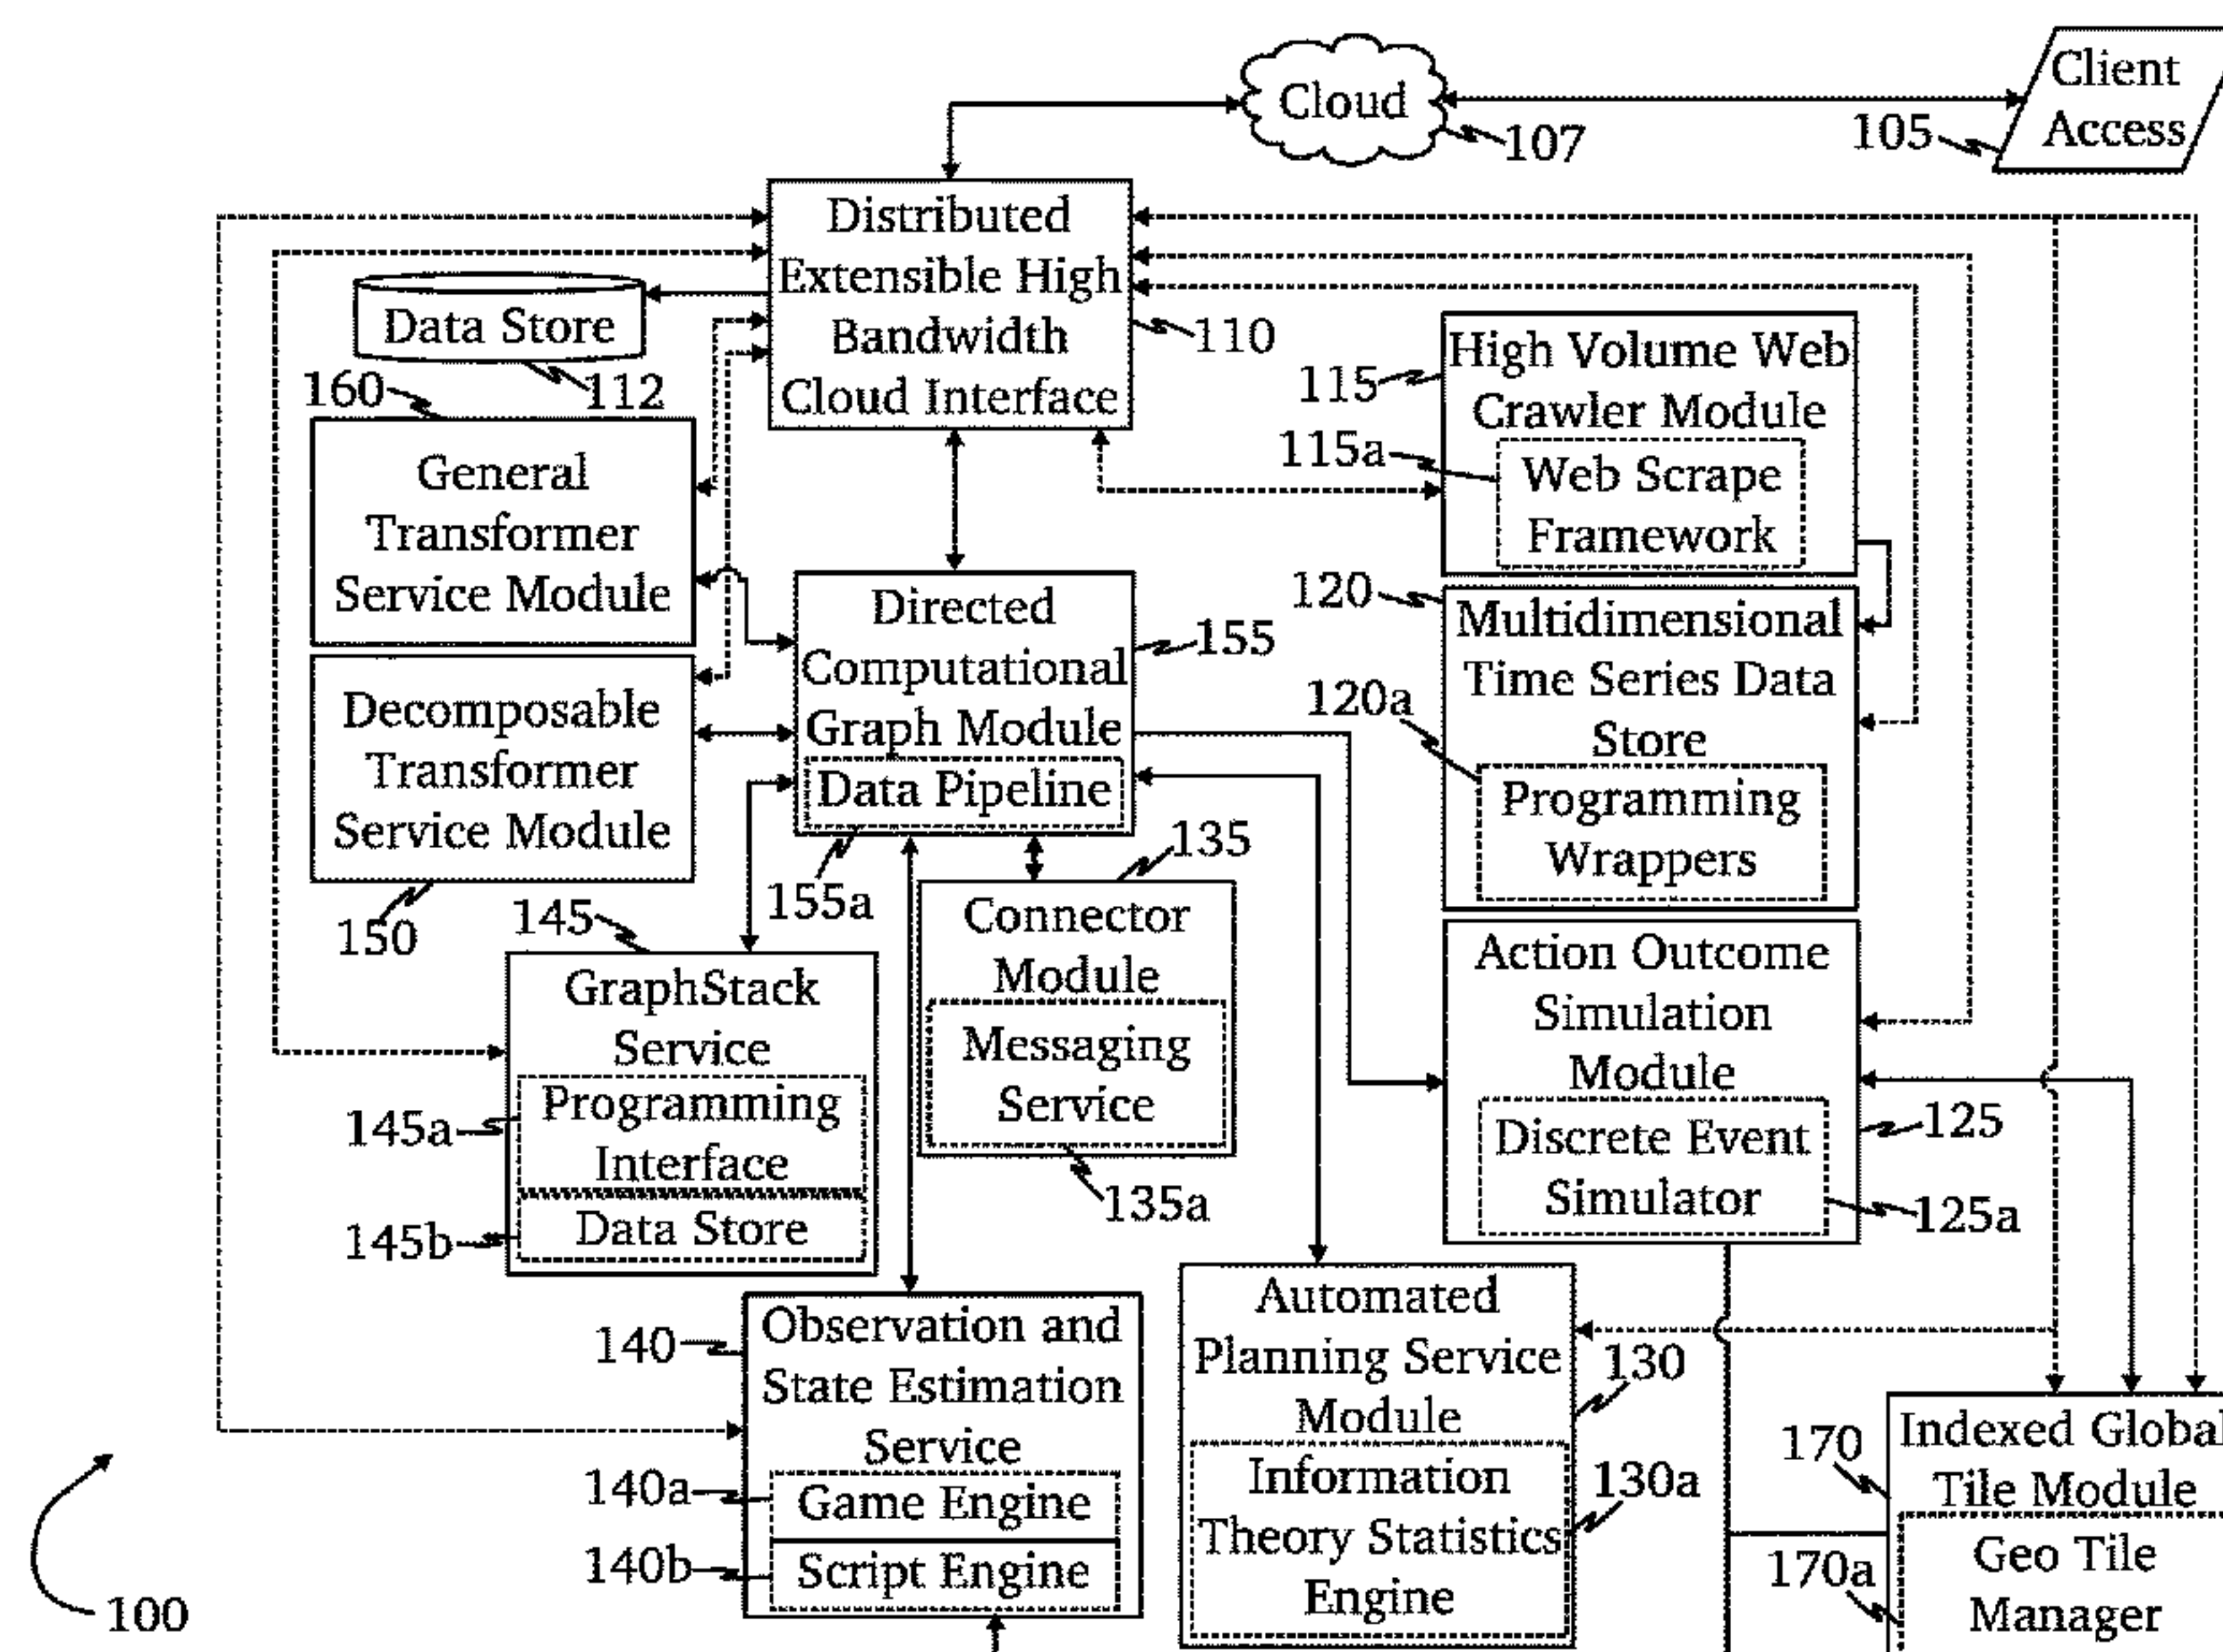 Cloud
107
Client
Access
105
Distributed
Extensible High
Bandwidth
Cloud Interface
110
Data Store
112
160
General
Transformer
Service Module
115
High Volume Web
Crawler Module
115a
Web Scrape
Framework
120
Multidimensional
Time Series Data
Store
120a
Programming
Wrappers
Directed
Computational
Graph Module
Data Pipeline
155
155a
Decomposable
Transformer
Service Module
150
135
Connector
Module
Messaging
Service
135a
145
GraphStack
Service
145a
Programming
Interface
145b
Data Store
Action Outcome
Simulation
Module
125
Discrete Event
Simulator
125a
140
Observation and
State Estimation
Service
140a
Game Engine
140b
Script Engine
Automated
Planning Service
Module
130
Information
Theory Statistics
Engine
130a
170
Indexed Global
Tile Module
170a
Geo Tile
Manager
100